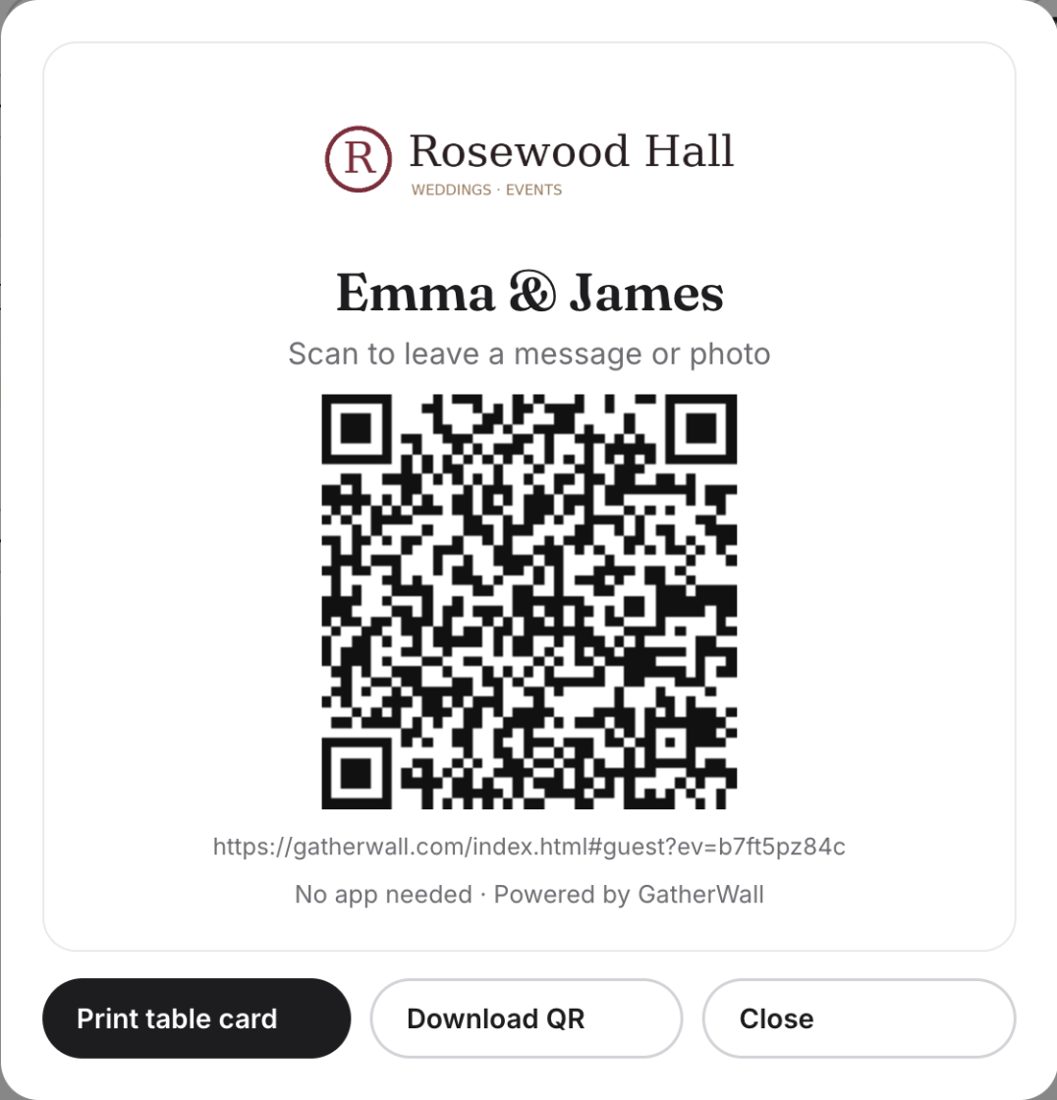 R Rosewood Hall
WEDDINGS · EVENTS
Emma & James
Scan to leave a message or photo
https://gatherwall.com/index.html#guest?ev=b7ft5pz84c
No app needed · Powered by GatherWall
Print table card
Download QR
Close